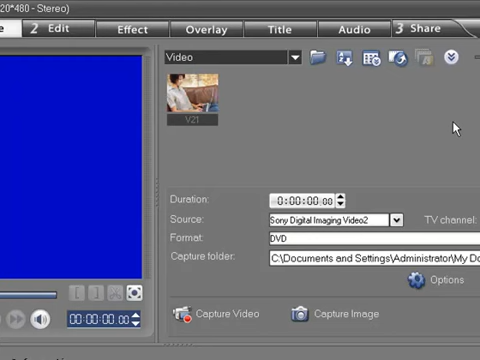 20*480 - Stereo)
e 2 Edit Effect Overlay Title Audio 3 Share
Video
V21
Duration: 0:00:00 00
Source: Sony Digital Imaging Video2 TV channel:
Format: DVD
Capture folder: C:\Documents and Settings\Administrator\My Do
Options
00:00:00 00
Capture Video Capture Image